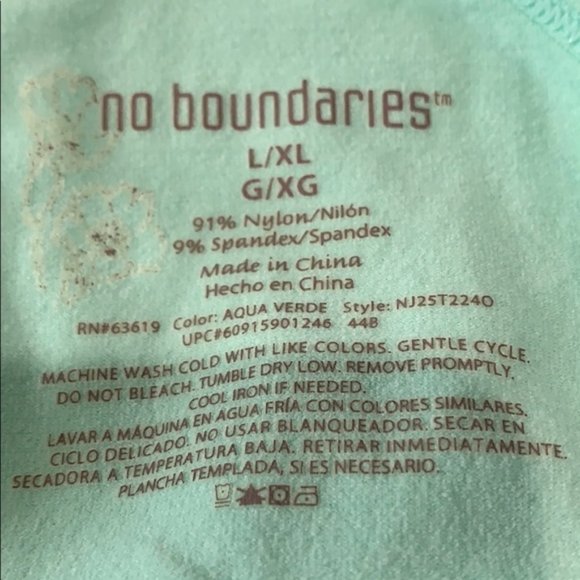 no boundaries™
L/XL
G/XG
91% Nylon/Nilón
9% Spandex/Spandex
Made in China
Hecho en China
RN#63619 Color: AQUA VERDE Style: NJ25T2240
UPC#60915901246 44B
MACHINE WASH COLD WITH LIKE COLORS. GENTLE CYCLE.
DO NOT BLEACH. TUMBLE DRY LOW. REMOVE PROMPTLY.
COOL IRON IF NEEDED.
LAVAR A MÁQUINA EN AGUA FRÍA CON COLORES SIMILARES.
CICLO DELICADO. NO USAR BLANQUEADOR. SECAR EN
SECADORA A TEMPERATURA BAJA. RETIRAR INMEDIATAMENTE.
PLANCHA TEMPLADA, SI ES NECESARIO.